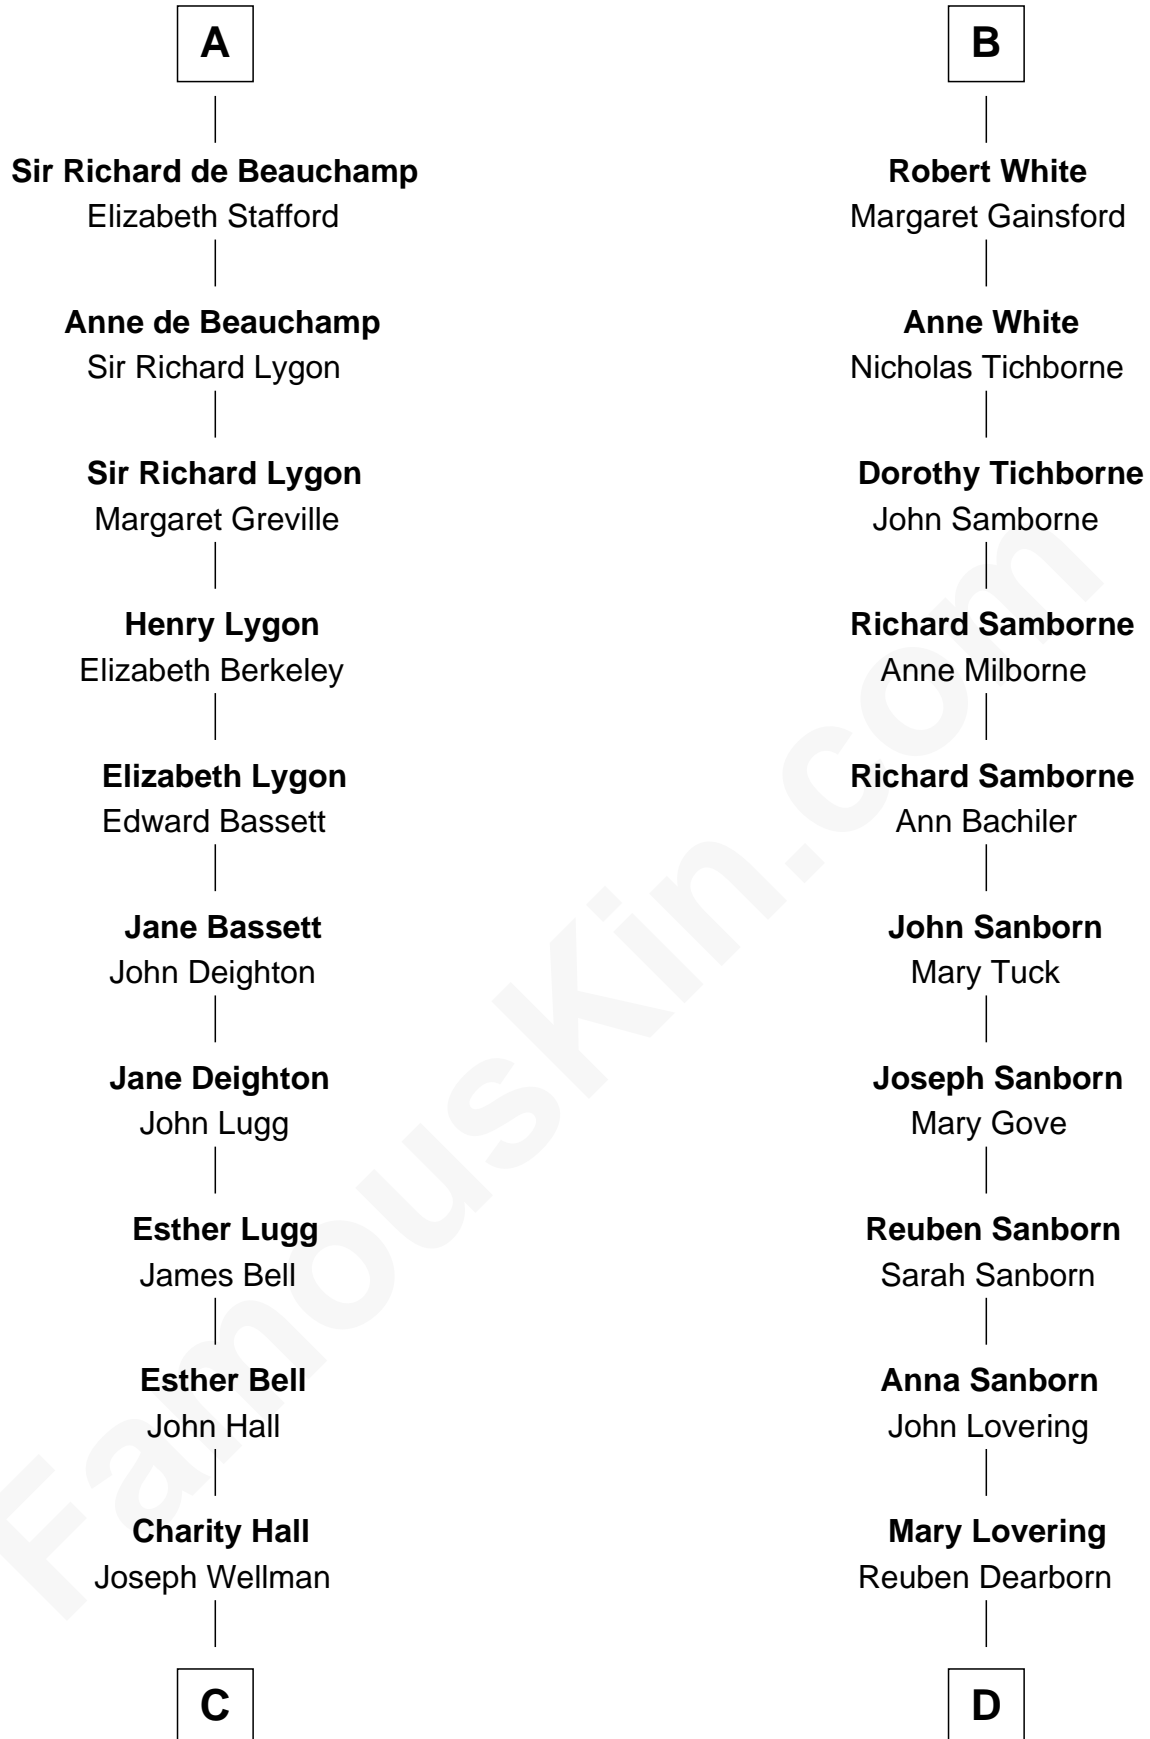 A
Sir Richard de Beauchamp
Elizabeth Stafford
Anne de Beauchamp
Sir Richard Lygon
Sir Richard Lygon
Margaret Greville
Henry Lygon
Elizabeth Berkeley
Elizabeth Lygon
Edward Bassett
Jane Bassett
John Deighton
Jane Deighton
John Lugg
Esther Lugg
James Bell
Esther Bell
John Hall
Charity Hall
Joseph Wellman
C
B
Robert White
Margaret Gainsford
Anne White
Nicholas Tichborne
Dorothy Tichborne
John Samborne
Richard Samborne
Anne Milborne
Richard Samborne
Ann Bachiler
John Sanborn
Mary Tuck
Joseph Sanborn
Mary Gove
Reuben Sanborn
Sarah Sanborn
Anna Sanborn
John Lovering
Mary Lovering
Reuben Dearborn
D
FamousKin.com